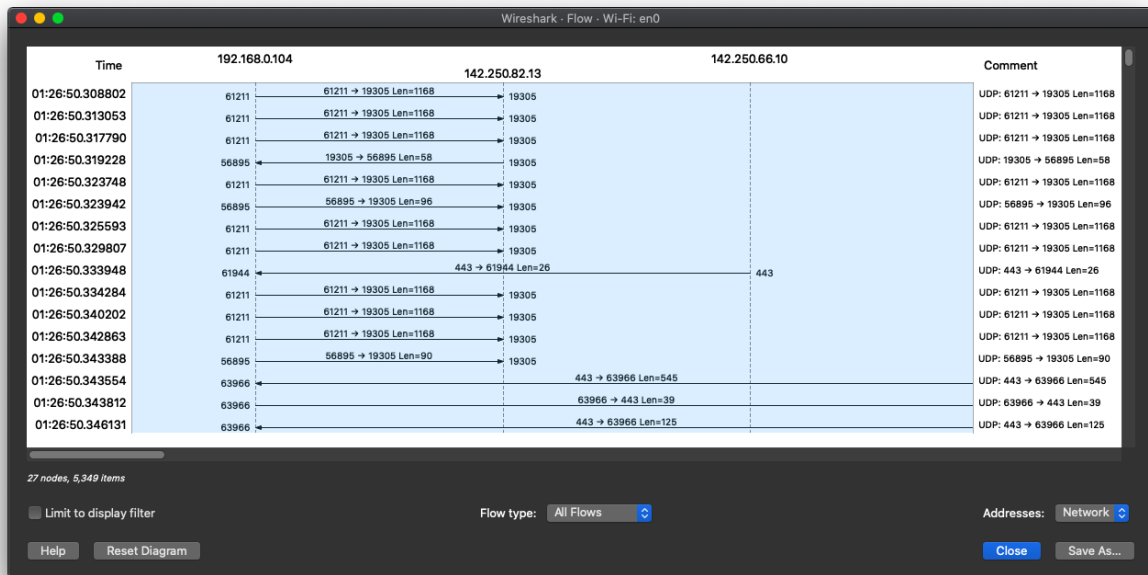 Wireshark · Flow · Wi-Fi: en0
Time 192.168.0.104 142.250.82.13 142.250.66.10 Comment
01:26:50.308802 61211 61211 → 19305 Len=1168 19305 UDP: 61211 → 19305 Len=1168
01:26:50.313053 61211 61211 → 19305 Len=1168 19305 UDP: 61211 → 19305 Len=1168
01:26:50.317790 61211 61211 → 19305 Len=1168 19305 UDP: 61211 → 19305 Len=1168
01:26:50.319228 56895 19305 → 56895 Len=58 19305 UDP: 19305 → 56895 Len=58
01:26:50.323748 61211 61211 → 19305 Len=1168 19305 UDP: 61211 → 19305 Len=1168
01:26:50.323942 56895 56895 → 19305 Len=96 19305 UDP: 56895 → 19305 Len=96
01:26:50.325593 61211 61211 → 19305 Len=1168 19305 UDP: 61211 → 19305 Len=1168
01:26:50.329807 61211 61211 → 19305 Len=1168 19305 UDP: 61211 → 19305 Len=1168
01:26:50.333948 61944 443 → 61944 Len=26 443 UDP: 443 → 61944 Len=26
01:26:50.334284 61211 61211 → 19305 Len=1168 19305 UDP: 61211 → 19305 Len=1168
01:26:50.340202 61211 61211 → 19305 Len=1168 19305 UDP: 61211 → 19305 Len=1168
01:26:50.342863 61211 61211 → 19305 Len=1168 19305 UDP: 61211 → 19305 Len=1168
01:26:50.343388 56895 56895 → 19305 Len=90 19305 UDP: 56895 → 19305 Len=90
01:26:50.343554 63966 443 → 63966 Len=545 UDP: 443 → 63966 Len=545
01:26:50.343812 63966 63966 → 443 Len=39 UDP: 63966 → 443 Len=39
01:26:50.346131 63966 443 → 63966 Len=125 UDP: 443 → 63966 Len=125
27 nodes, 5,349 items
Limit to display filter Flow type: All Flows Addresses: Network
Help Reset Diagram Close Save As...